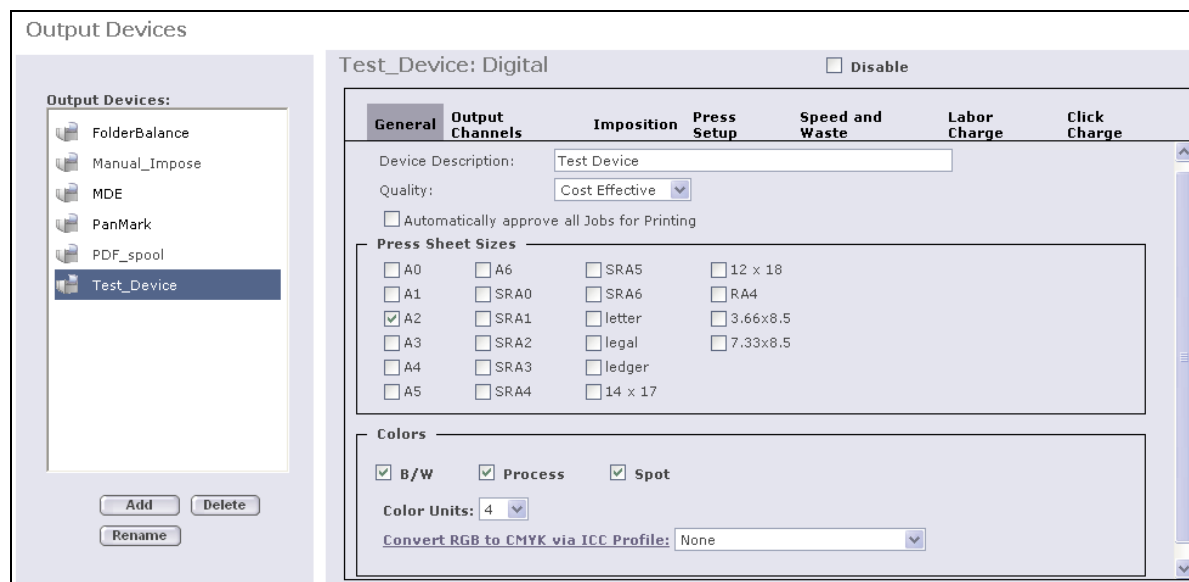 Output Devices
Output Devices:
FolderBalance
Manual_Impose
MDE
PanMark
PDF_spool
Test_Device
Add
Delete
Rename
Test_Device: Digital
Disable
General
Output Channels
Imposition
Press Setup
Speed and Waste
Labor Charge
Click Charge
Device Description: Test Device
Quality: Cost Effective
Automatically approve all Jobs for Printing
Press Sheet Sizes
A0 A6 SRA5 12 x 18
A1 SRA0 SRA6 RA4
A2 SRA1 letter 3.66x8.5
A3 SRA2 legal 7.33x8.5
A4 SRA3 ledger
A5 SRA4 14 x 17
Colors
B/W Process Spot
Color Units: 4
Convert RGB to CMYK via ICC Profile: None